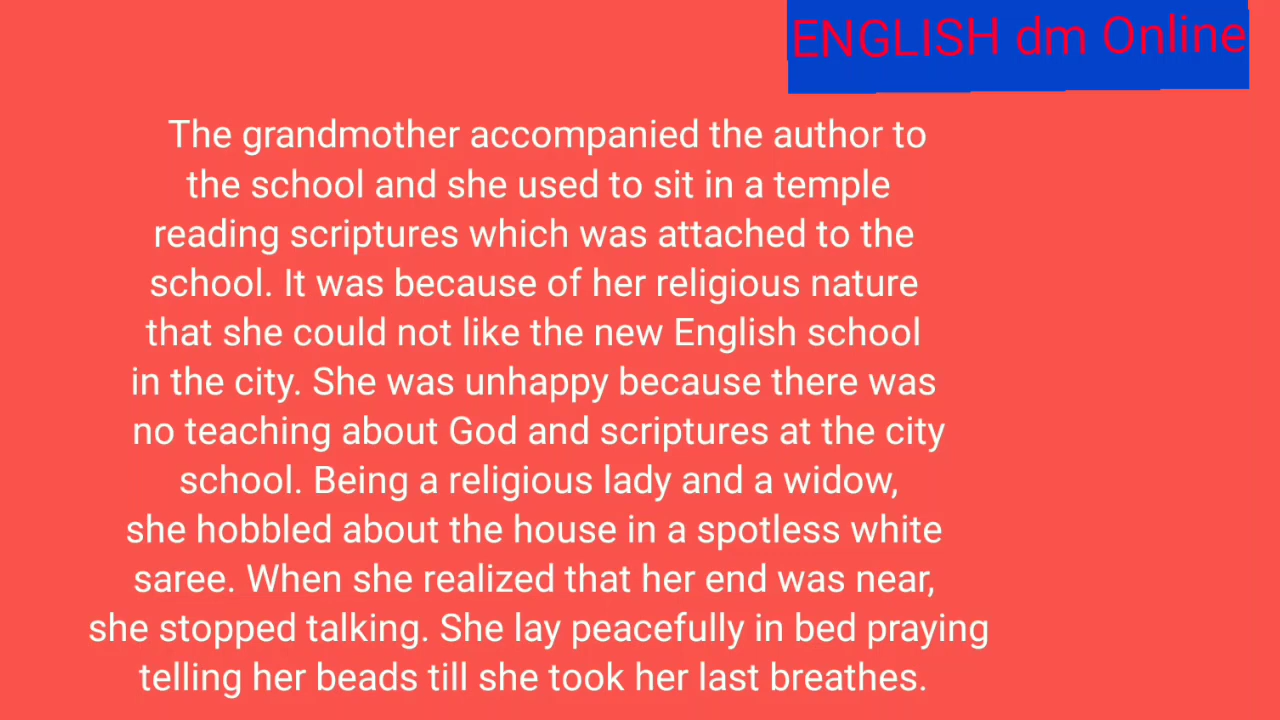 ENGLISH dm Online
The grandmother accompanied the author to
the school and she used to sit in a temple
reading scriptures which was attached to the
school. It was because of her religious nature
that she could not like the new English school
in the city. She was unhappy because there was
no teaching about God and scriptures at the city
school. Being a religious lady and a widow,
she hobbled about the house in a spotless white
saree. When she realized that her end was near,
she stopped talking. She lay peacefully in bed praying
telling her beads till she took her last breathes.